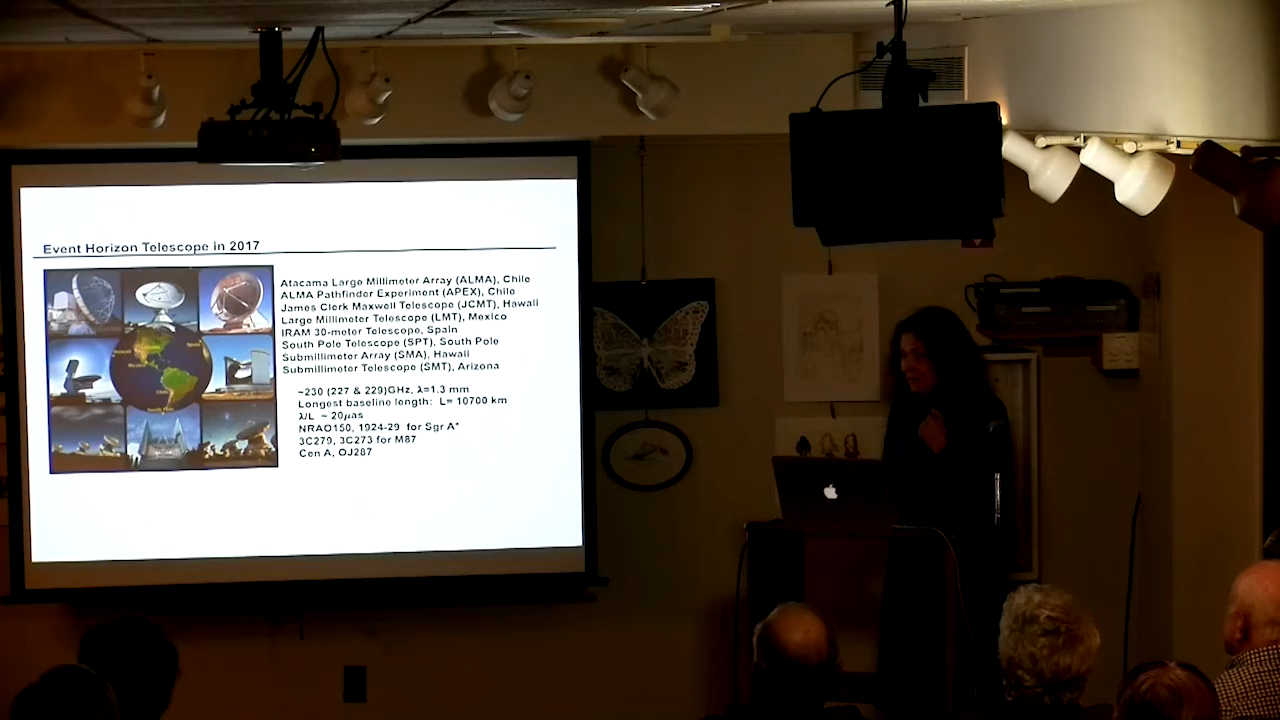 Event Horizon Telescope in 2017
Atacama Large Millimeter Array (ALMA), Chile
ALMA Pathfinder Experiment (APEX), Chile
James Clerk Maxwell Telescope (JCMT), Hawaii
Large Millimeter Telescope (LMT), Mexico
IRAM 30-meter Telescope, Spain
South Pole Telescope (SPT), South Pole
Submillimeter Array (SMA), Hawaii
Submillimeter Telescope (SMT), Arizona
~230 (227 & 229)GHz, λ=1.3 mm
Longest baseline length: L= 10700 km
λ/L ~ 20μas
NRAO150, 1924-29 for Sgr A*
3C279, 3C273 for M87
Cen A, OJ287